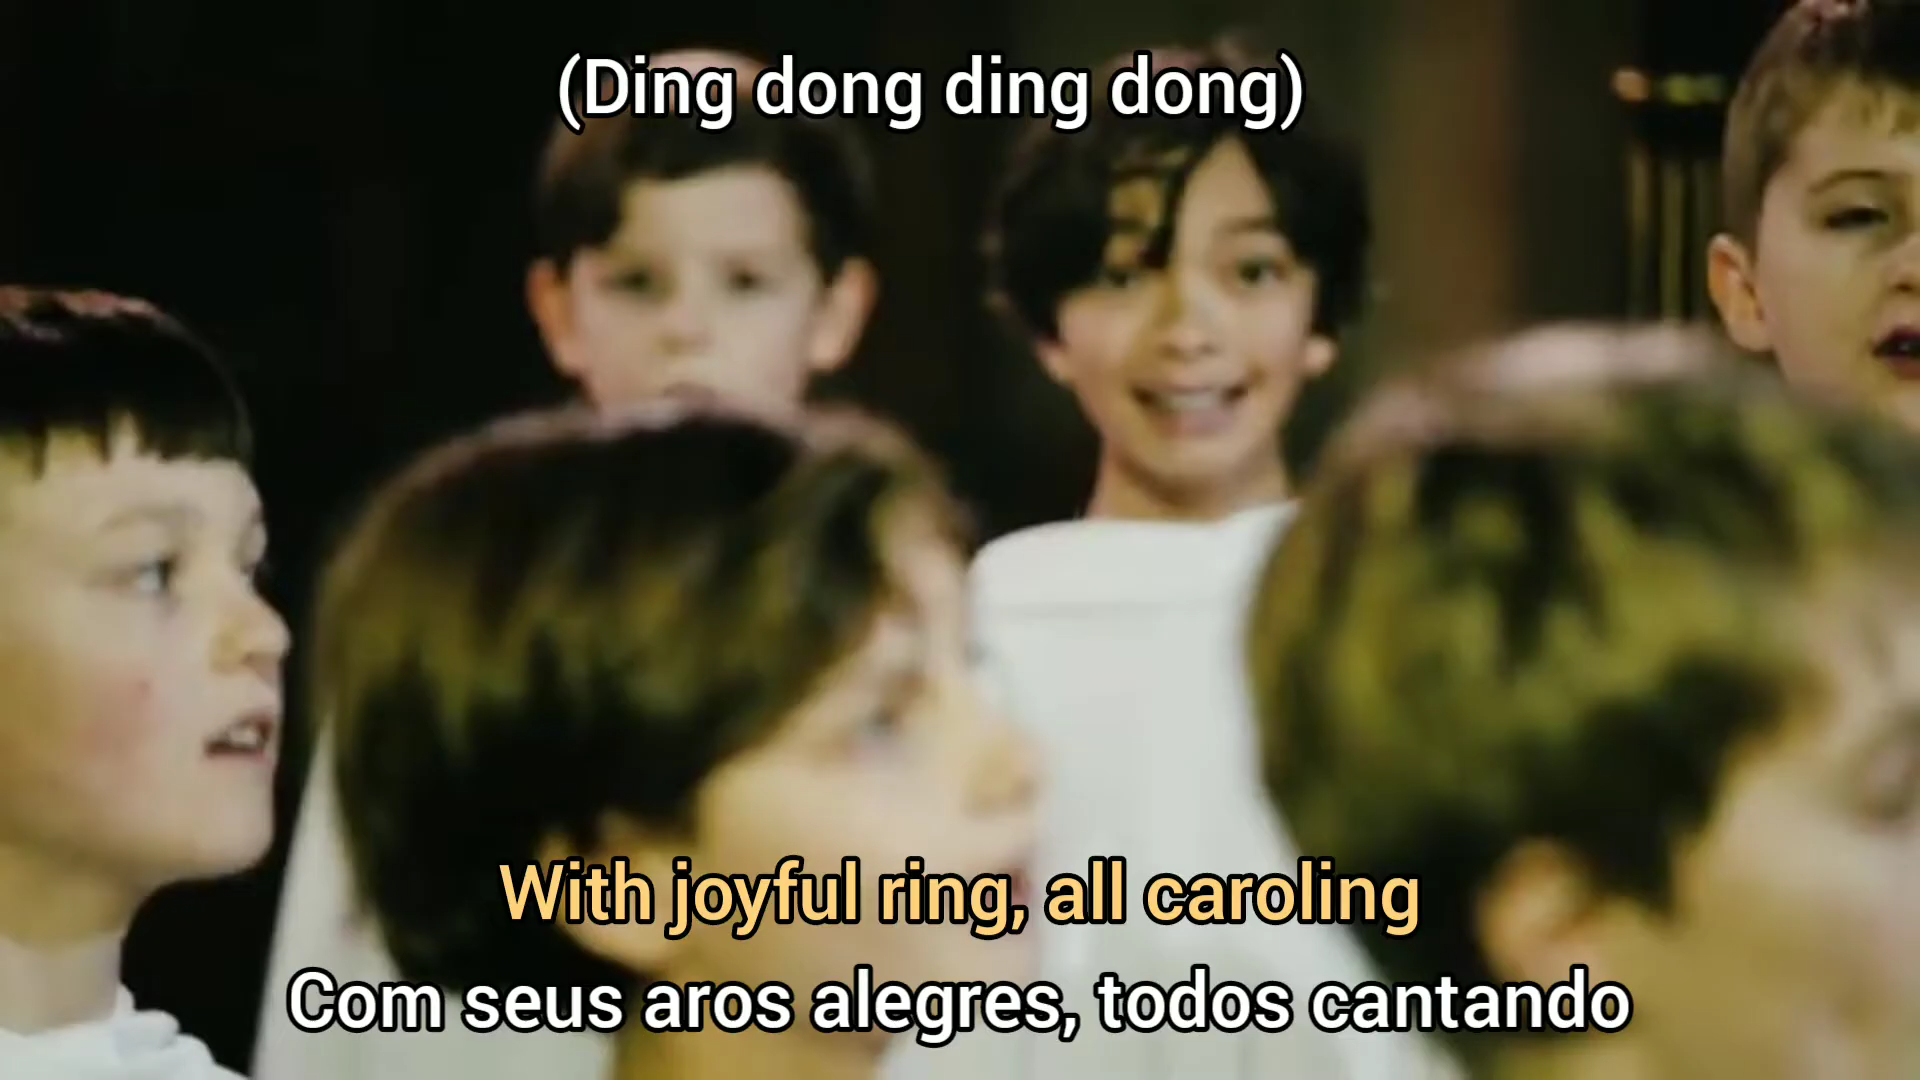 (Ding dong ding dong)
With joyful ring, all caroling
Com seus aros alegres, todos cantando